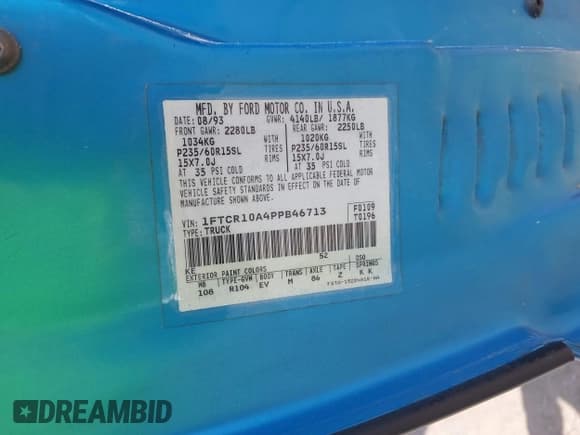 MFD. BY FORD MOTOR CO. IN U.S.A.
DATE: 08/93 GVWR: 4140LB/ 1877KG
FRONT GAWR: 2280LB REAR GAWR: 2250LB
1034KG 1020KG
P235/60R15SL TIRES P235/60R15SL TIRES
15X7.0J RIMS 15X7.0J RIMS
AT 35 PSI COLD AT 35 PSI COLD
THIS VEHICLE CONFORMS TO ALL APPLICABLE FEDERAL MOTOR
VEHICLE SAFETY STANDARDS IN EFFECT ON THE DATE OF
MANUFACTURE SHOWN ABOVE.
VIN: 1FTCR10A4PPB46713 F0109
TYPE: TRUCK T0196
KE 52
EXTERIOR PAINT COLORS DSO
WB TYPE-GVW BODY TRANS AXLE TAPE SPRINGS
108 R104 EV M 86 Z K K
DREAMBID